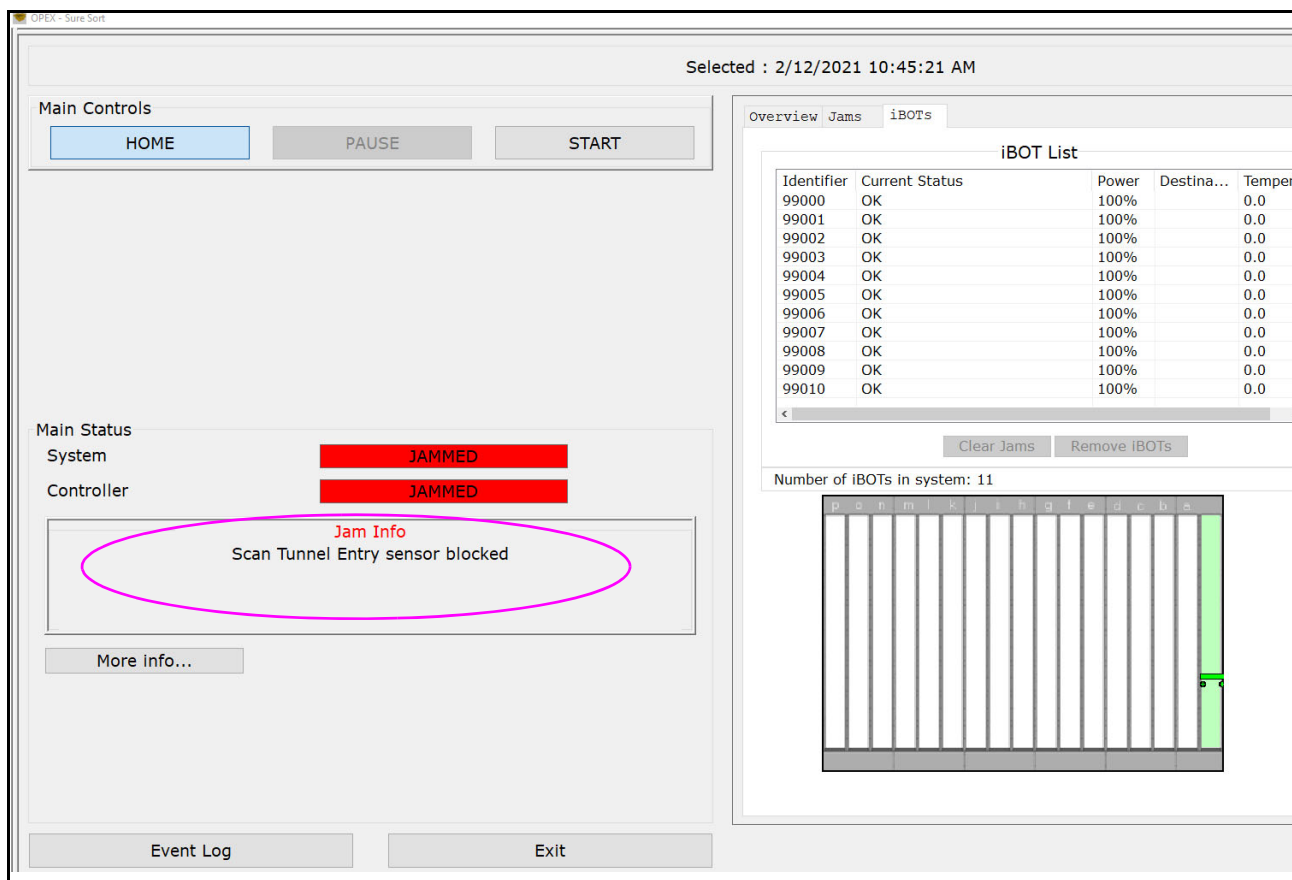 OPEX - Sure Sort
Selected : 2/12/2021 10:45:21 AM
Main Controls
HOME PAUSE START
Main Status
System JAMMED
Controller JAMMED
Jam Info
Scan Tunnel Entry sensor blocked
More info...
Event Log Exit
Overview Jams iBOTs
iBOT List
Identifier Current Status Power Destina... Temper
99000 OK 100% 0.0
99001 OK 100% 0.0
99002 OK 100% 0.0
99003 OK 100% 0.0
99004 OK 100% 0.0
99005 OK 100% 0.0
99006 OK 100% 0.0
99007 OK 100% 0.0
99008 OK 100% 0.0
99009 OK 100% 0.0
99010 OK 100% 0.0
Clear Jams Remove iBOTs
Number of iBOTs in system: 11
p o n m l k j i h g f e d c b a